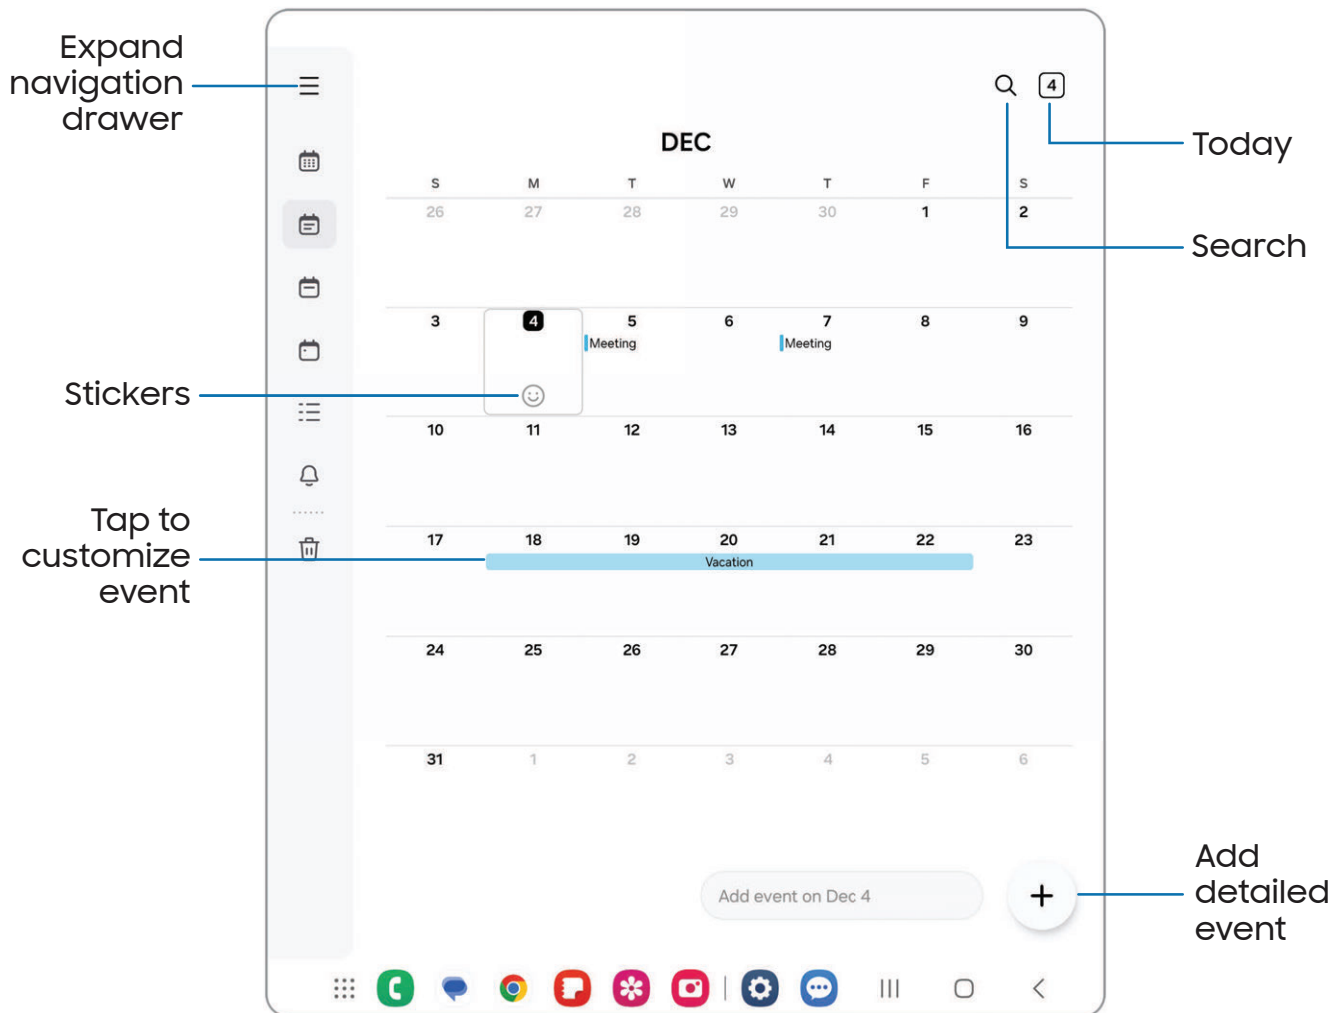 Expand
navigation
drawer
4
Today
DEC
Search
S M T W T F S
26 27 28 29 30 1 2
3 4 5 6 7 8 9
Meeting Meeting
Stickers
10 11 12 13 14 15 16
Tap to
customize
event
17 18 19 20 21 22 23
Vacation
24 25 26 27 28 29 30
31 1 2 3 4 5 6
Add event on Dec 4
Add
detailed
event